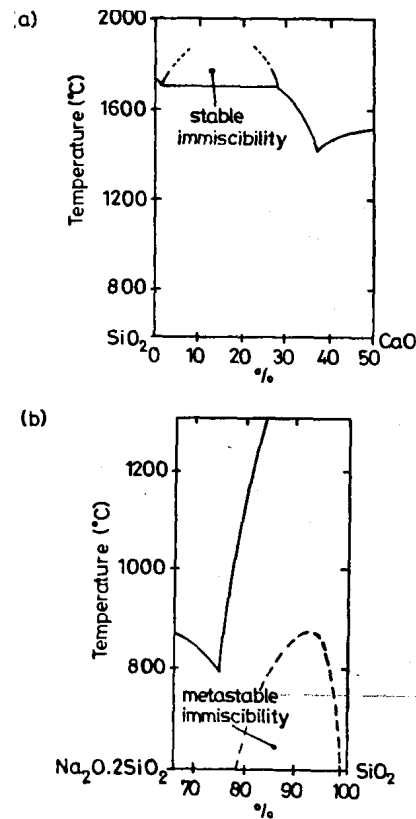 (a)
2000
1600
1200
800
Temperature (°C)
stable
immiscibility
SiO₂
CaO
0 10 20 30 40 50
%
(b)
1200
1000
800
Temperature (°C)
metastable
immiscibility
Na₂O.2SiO₂
SiO₂
70 80 90 100
%